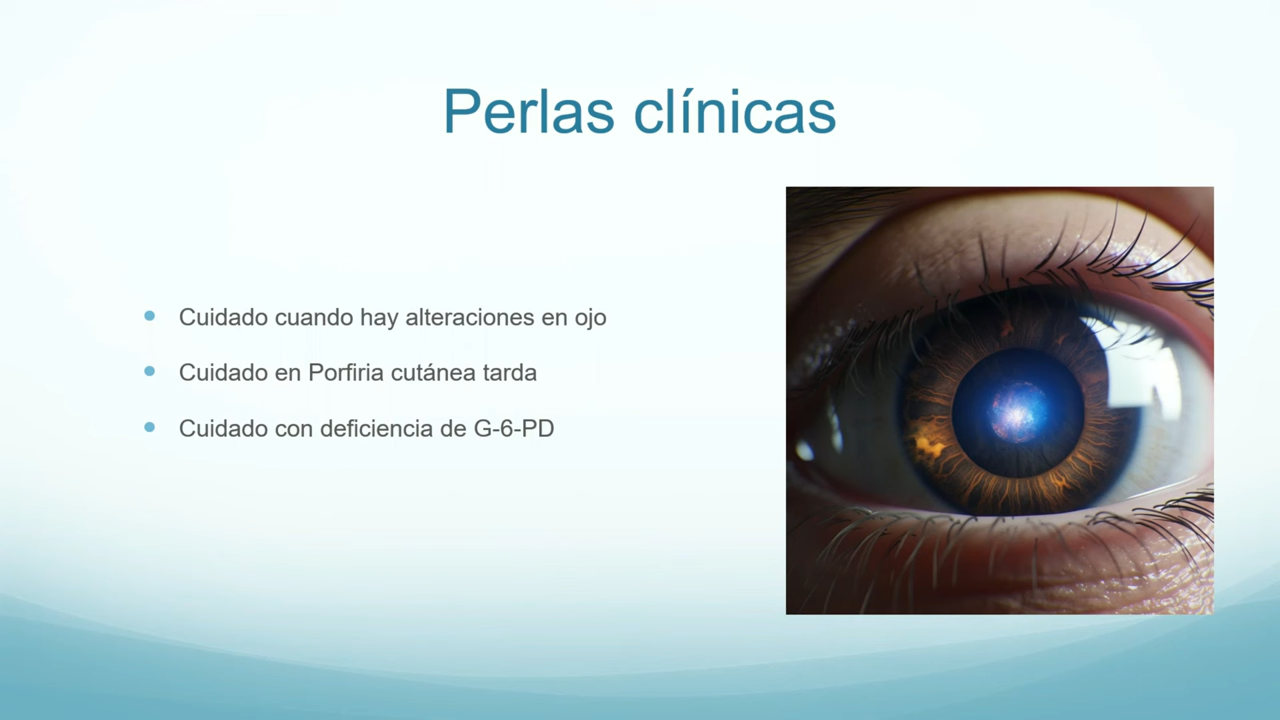 Perlas clínicas
Cuidado cuando hay alteraciones en ojo
Cuidado en Porfiria cutánea tarda
Cuidado con deficiencia de G-6-PD